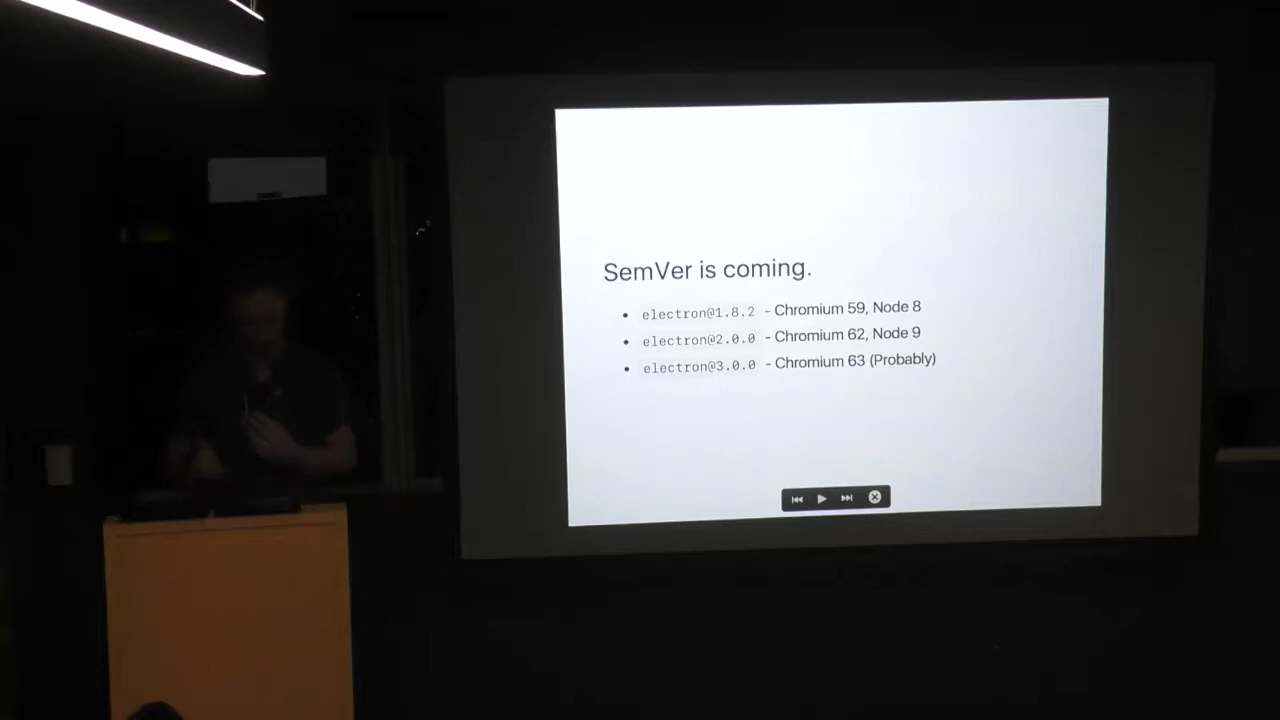 SemVer is coming.
• electron@1.8.2 - Chromium 59, Node 8
• electron@2.0.0 - Chromium 62, Node 9
• electron@3.0.0 - Chromium 63 (Probably)